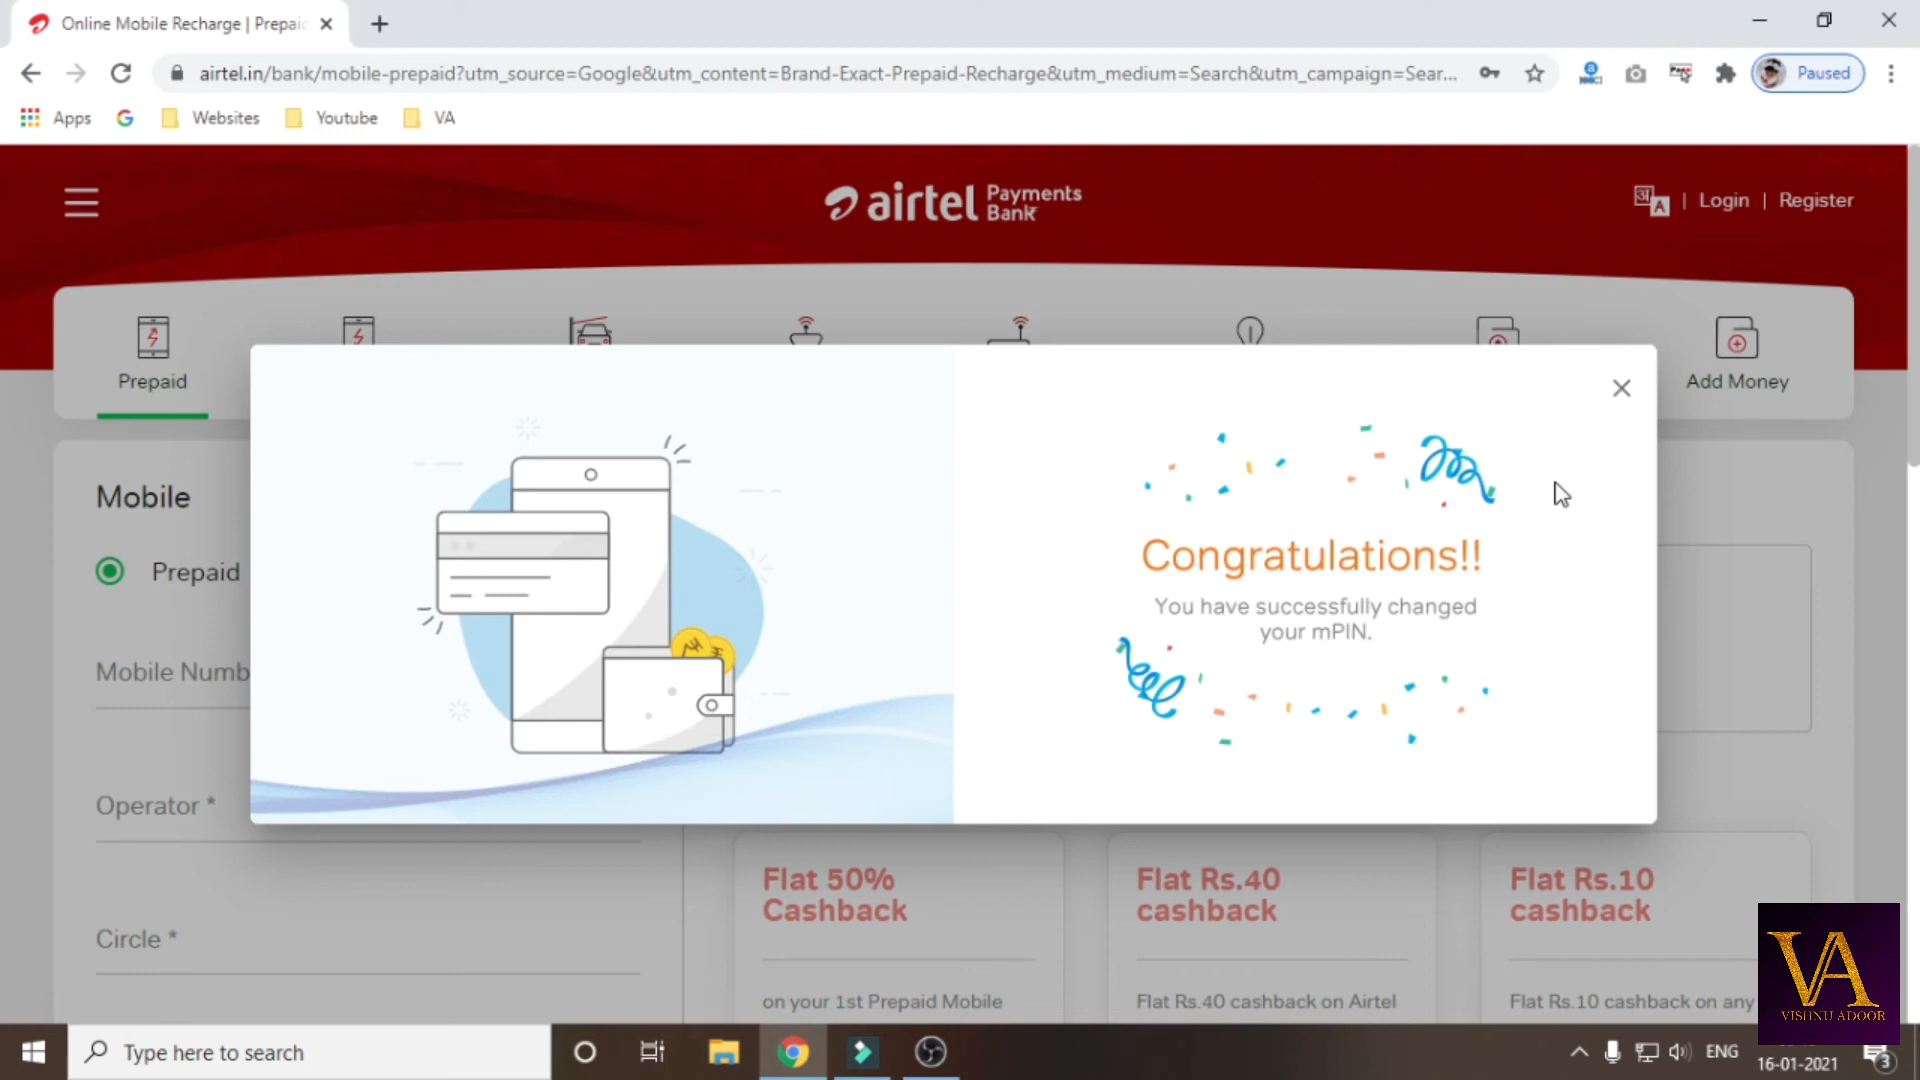 Online Mobile Recharge | Prepai
airtel.in/bank/mobile-prepaid?utm_source=Google&utm_content=Brand-Exact-Prepaid-Recharge&utm_medium=Search&utm_campaign=Sear...
Paused
Apps
Websites
Youtube
VA
airtel Payments Bank
अ A | Login | Register
Prepaid
Add Money
Mobile
Prepaid
Mobile Numb
Operator *
Circle *
Congratulations!!
You have successfully changed
your mPIN.
Flat 50%
Cashback
on your 1st Prepaid Mobile
Flat Rs.40
cashback
Flat Rs.40 cashback on Airtel
Flat Rs.10
cashback
Flat Rs.10 cashback on any
VA
VISHNU ADOOR
Type here to search
ENG
16-01-2021
3